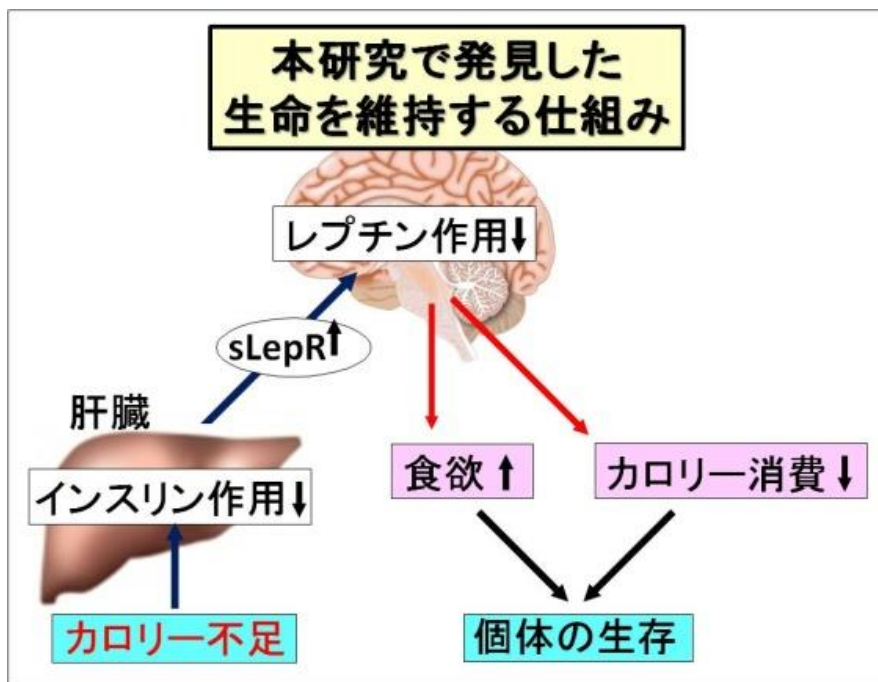 本研究で発見した
生命を維持する仕組み
レプチン作用↓
sLepR↑
肝臓
インスリン作用↓
食欲↑
カロリー消費↓
カロリー不足
個体の生存